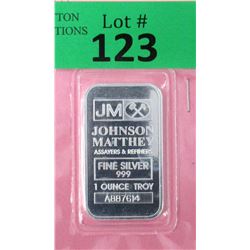 TON
TIONS
Lot #
123
JM
JOHNSON
MATTHEY
ASSAYERS & REFINERS
FINE SILVER
999
1 OUNCE TROY
A887614